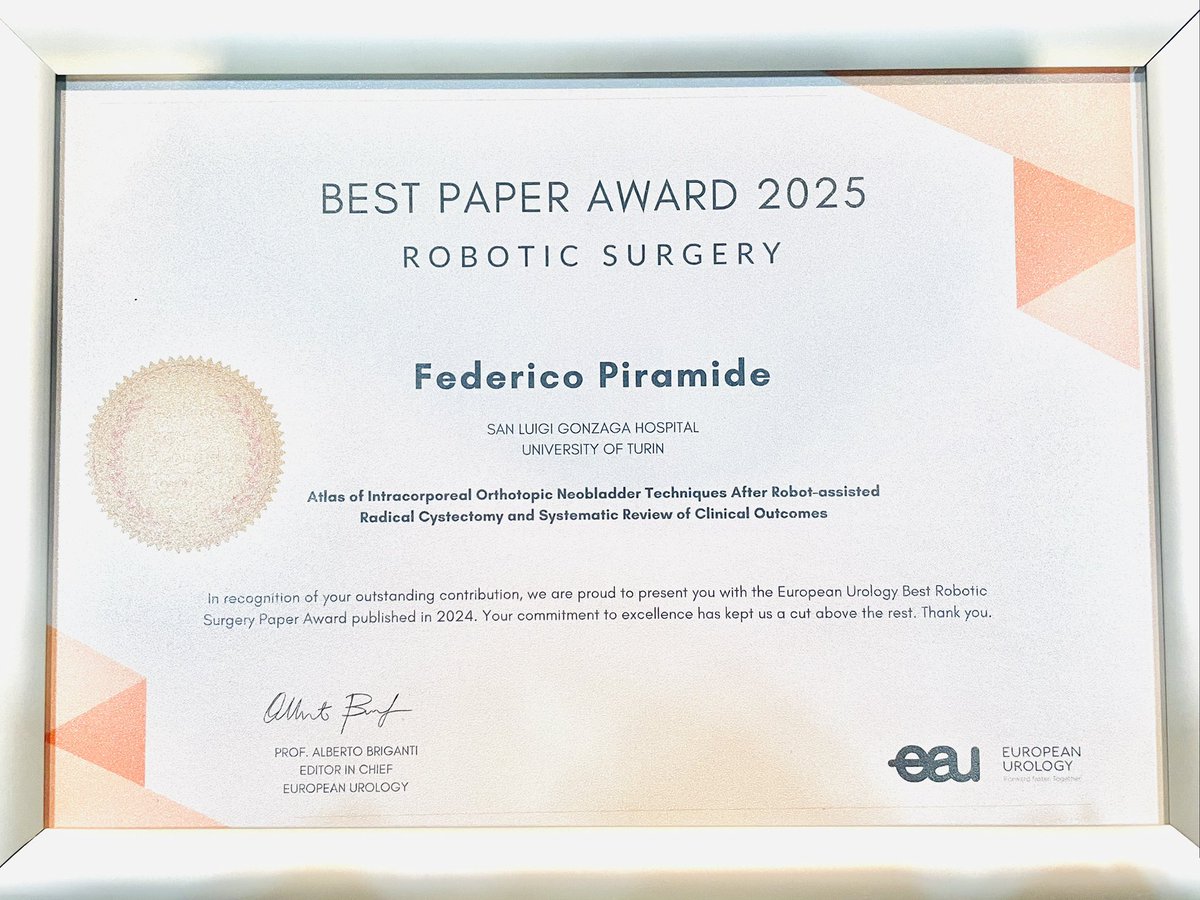 BEST PAPER AWARD 2025
ROBOTIC SURGERY
Federico Piramide
SAN LUIGI GONZAGA HOSPITAL
UNIVERSITY OF TURIN
Atlas of Intracorporeal Orthotopic Neobladder Techniques After Robot-assisted
Radical Cystectomy and Systematic Review of Clinical Outcomes
In recognition of your outstanding contribution, we are proud to present you with the European Urology Best Robotic
Surgery Paper Award published in 2024. Your commitment to excellence has kept us a cut above the rest. Thank you.
PROF. ALBERTO BRIGANTI
EDITOR IN CHIEF
EUROPEAN UROLOGY
eau
EUROPEAN
UROLOGY
Forward faster. Together.